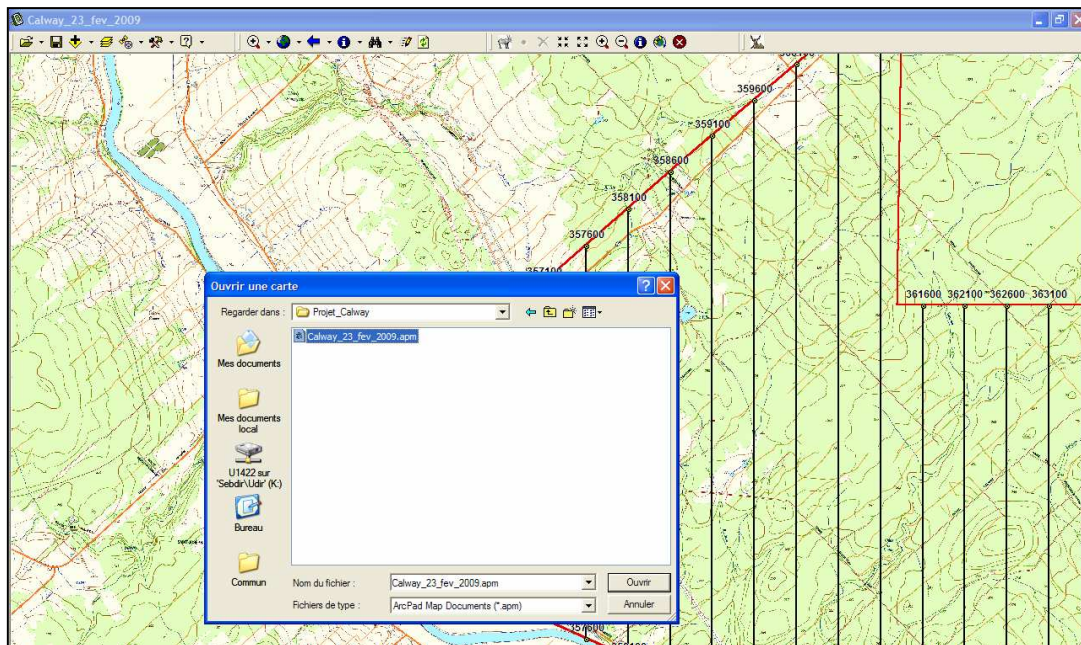 Calway_23_fev_2009
359600
359100
358600
358100
357600
357100
361600 362100 362600 363100
Ouvrir une carte
Regarder dans :
Projet_Calway
Calway_23_fev_2009.apm
Mes documents
Mes documents
local
U1422 sur
'Sebdir\Udir' (K:)
Bureau
Commun
Nom du fichier :
Calway_23_fev_2009.apm
Ouvrir
Fichiers de type :
ArcPad Map Documents (*.apm)
Annuler
357600